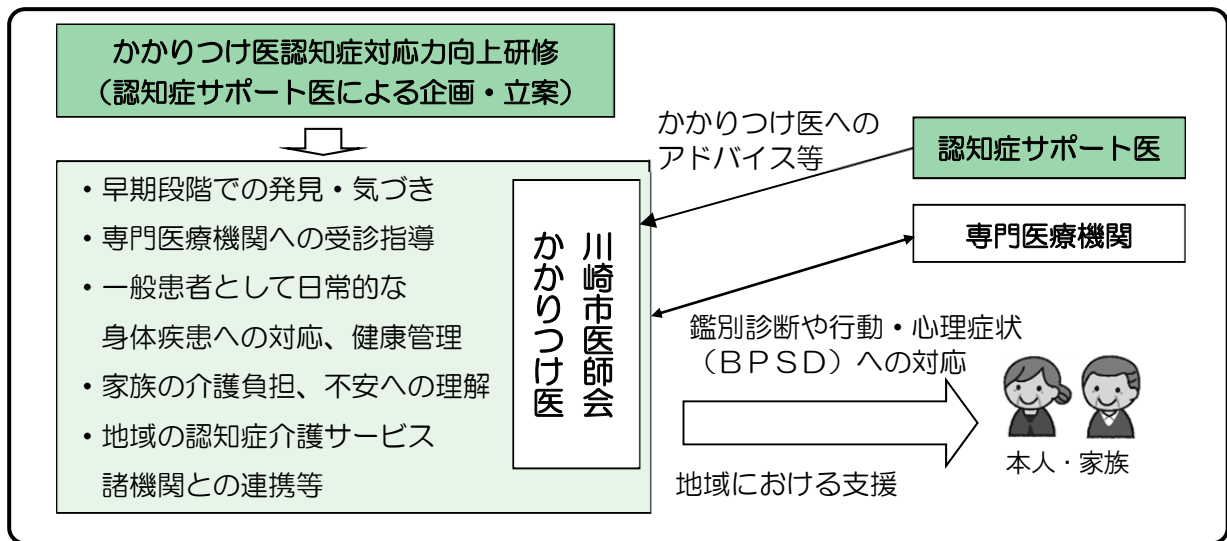 かかりつけ医認知症対応力向上研修
（認知症サポート医による企画・立案）
・早期段階での発見・気づき
・専門医療機関への受診指導
・一般患者として日常的な
身体疾患への対応、健康管理
・家族の介護負担、不安への理解
・地域の認知症介護サービス
諸機関との連携等
川崎市医師会
かかりつけ医
かかりつけ医への
アドバイス等
認知症サポート医
専門医療機関
鑑別診断や行動・心理症状
（ＢＰＳＤ）への対応
地域における支援
本人・家族